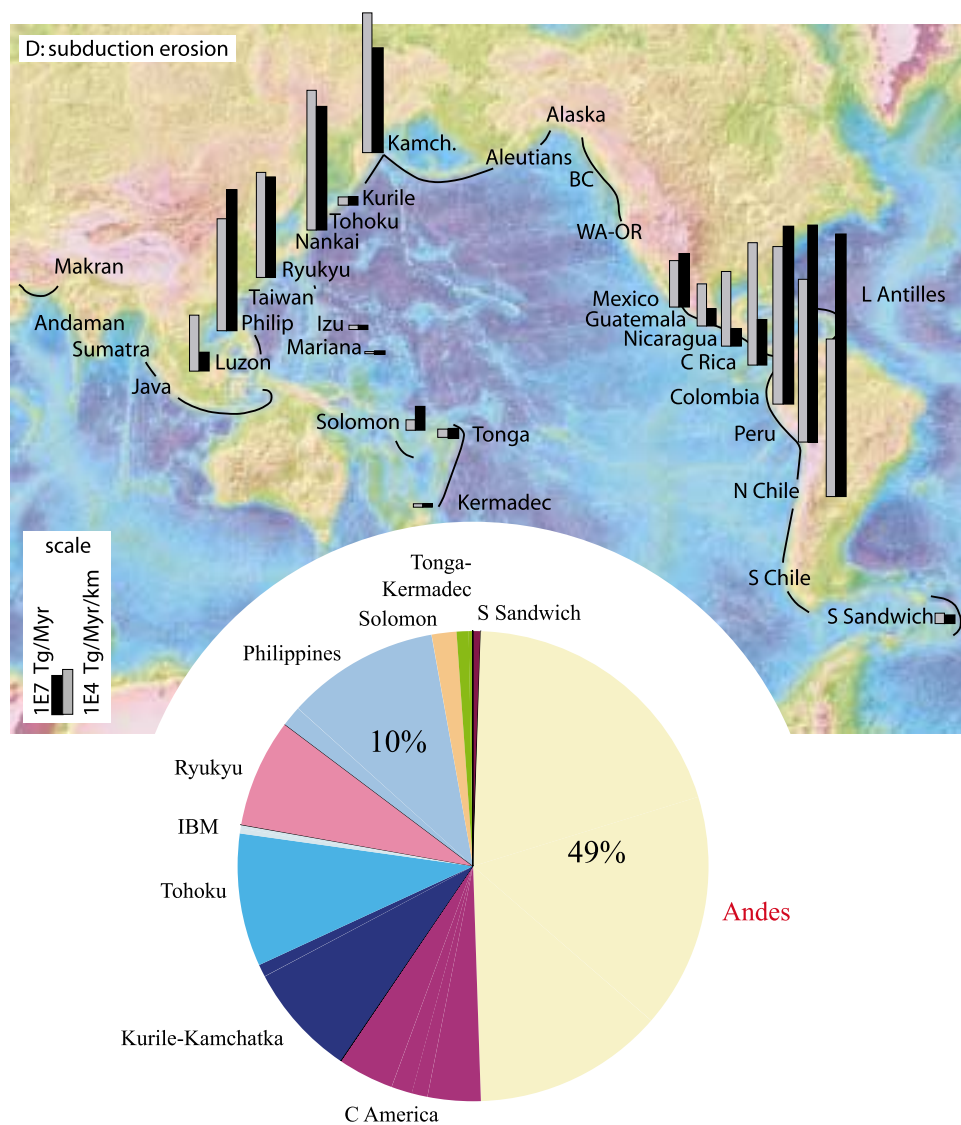 D: subduction erosion
Alaska
Kamch.
Aleutians
BC
Kurile
Tohoku
WA-OR
Nankai
Makran
Ryukyu
Taiwan
L Antilles
Mexico
Andaman
Philip
Izu
Guatemala
Nicaragua
Sumatra
Mariana
Luzon
C Rica
Java
Colombia
Solomon
Tonga
Peru
N Chile
Kermadec
scale
1E7 Tg/Myr
1E4 Tg/Myr/km
S Chile
S Sandwich
Tonga-
Kermadec
Solomon
S Sandwich
Philippines
10%
Ryukyu
IBM
49%
Tohoku
Andes
Kurile-Kamchatka
C America